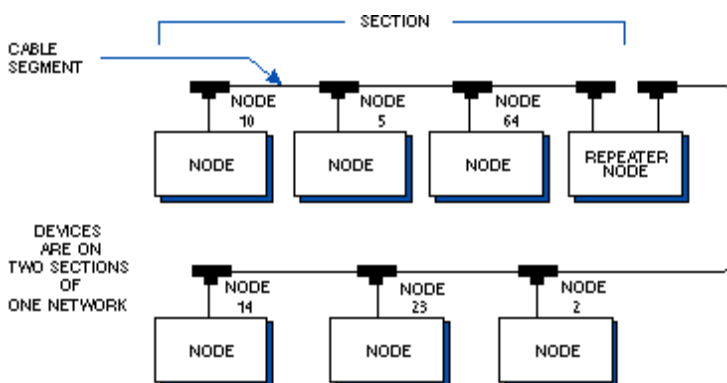 SECTION
CABLE
SEGMENT
NODE
10
NODE
5
NODE
64
NODE
NODE
NODE
REPEATER
NODE
DEVICES
ARE ON
TWO SECTIONS
OF
ONE NETWORK
NODE
14
NODE
23
NODE
2
NODE
NODE
NODE